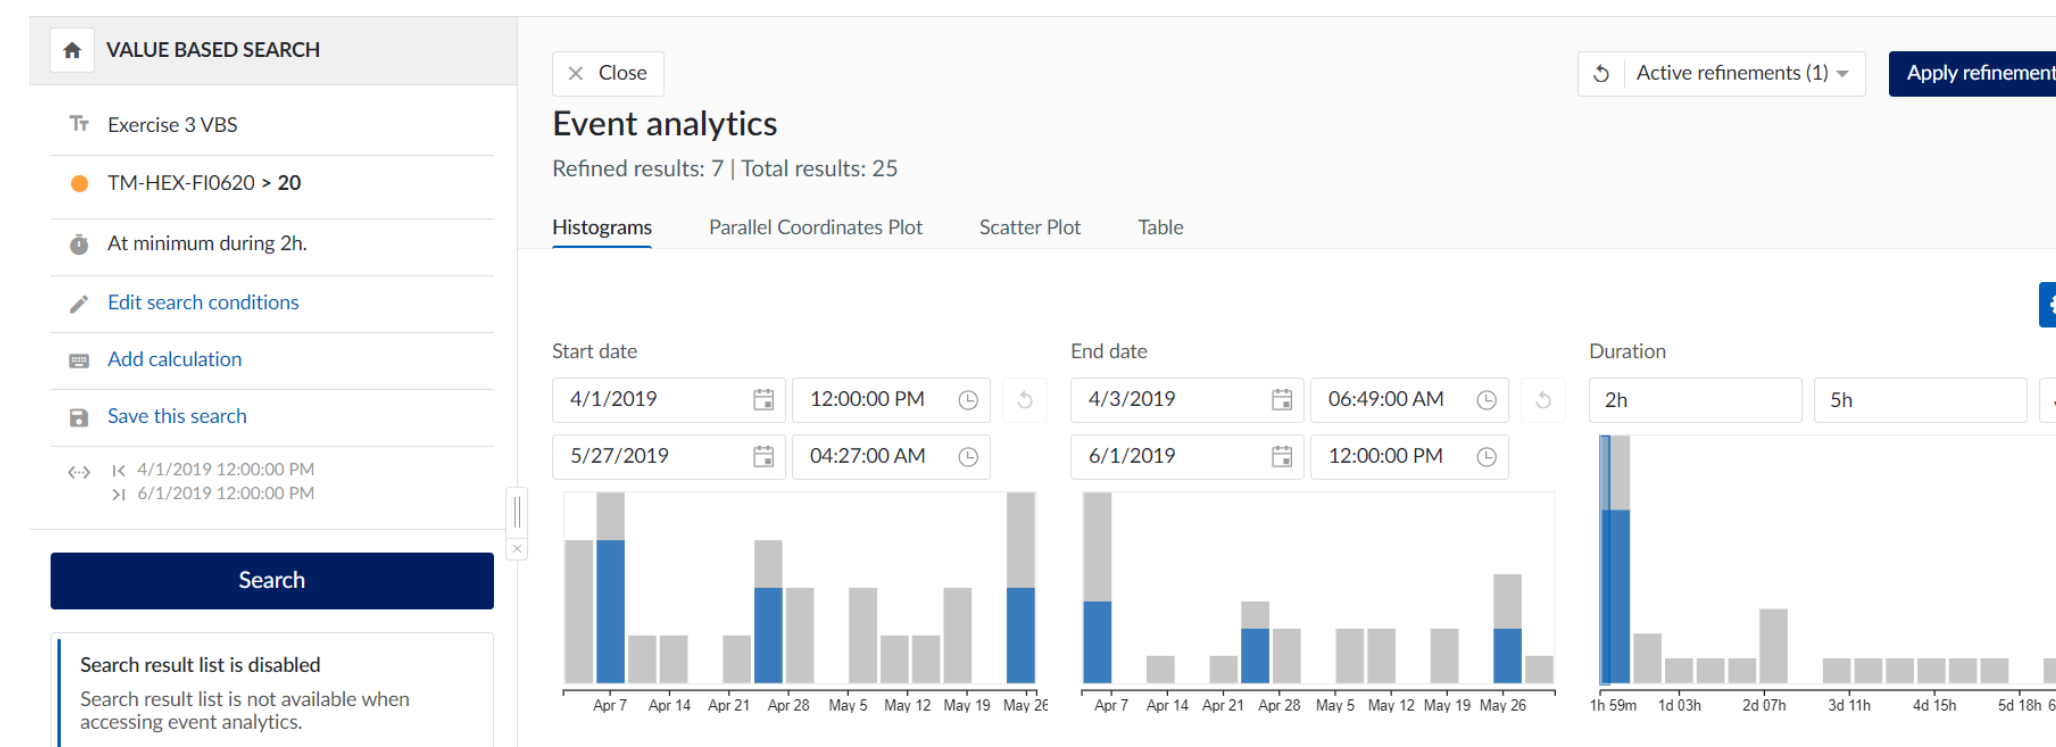 VALUE BASED SEARCH
Exercise 3 VBS
TM-HEX-FI0620 > 20
At minimum during 2h.
Edit search conditions
Add calculation
Save this search
4/1/2019 12:00:00 PM
6/1/2019 12:00:00 PM
Search
Search result list is disabled
Search result list is not available when
accessing event analytics.
Close
Active refinements (1)
Apply refinement
Event analytics
Refined results: 7 | Total results: 25
Histograms Parallel Coordinates Plot Scatter Plot Table
Start date
4/1/2019 12:00:00 PM
5/27/2019 04:27:00 AM
Apr 7 Apr 14 Apr 21 Apr 28 May 5 May 12 May 19 May 26
End date
4/3/2019 06:49:00 AM
6/1/2019 12:00:00 PM
Apr 7 Apr 14 Apr 21 Apr 28 May 5 May 12 May 19 May 26
Duration
2h 5h
1h 59m 1d 03h 2d 07h 3d 11h 4d 15h 5d 18h 6